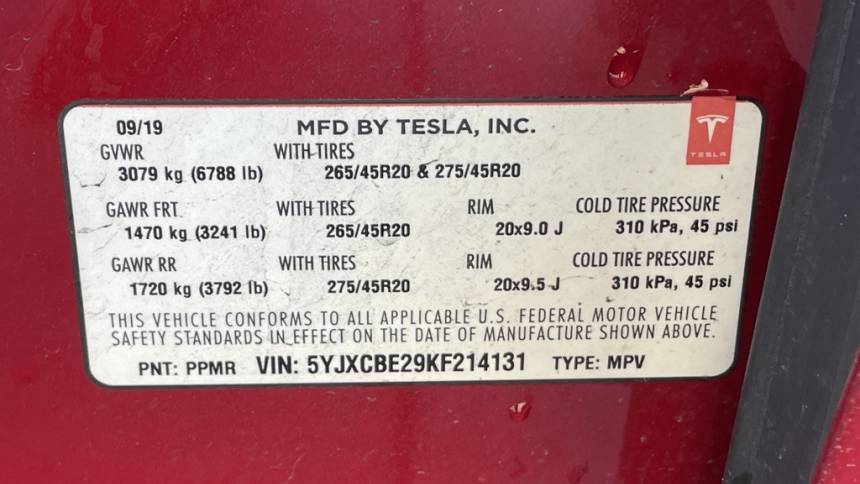 09/19 MFD BY TESLA, INC.
TESLA
GVWR WITH TIRES
3079 kg (6788 lb) 265/45R20 & 275/45R20
GAWR FRT WITH TIRES RIM COLD TIRE PRESSURE
1470 kg (3241 lb) 265/45R20 20x9.0 J 310 kPa, 45 psi
GAWR RR WITH TIRES RIM COLD TIRE PRESSURE
1720 kg (3792 lb) 275/45R20 20x9.5 J 310 kPa, 45 psi
THIS VEHICLE CONFORMS TO ALL APPLICABLE U.S. FEDERAL MOTOR VEHICLE
SAFETY STANDARDS IN EFFECT ON THE DATE OF MANUFACTURE SHOWN ABOVE.
PNT: PPMR VIN: 5YJXCBE29KF214131 TYPE: MPV